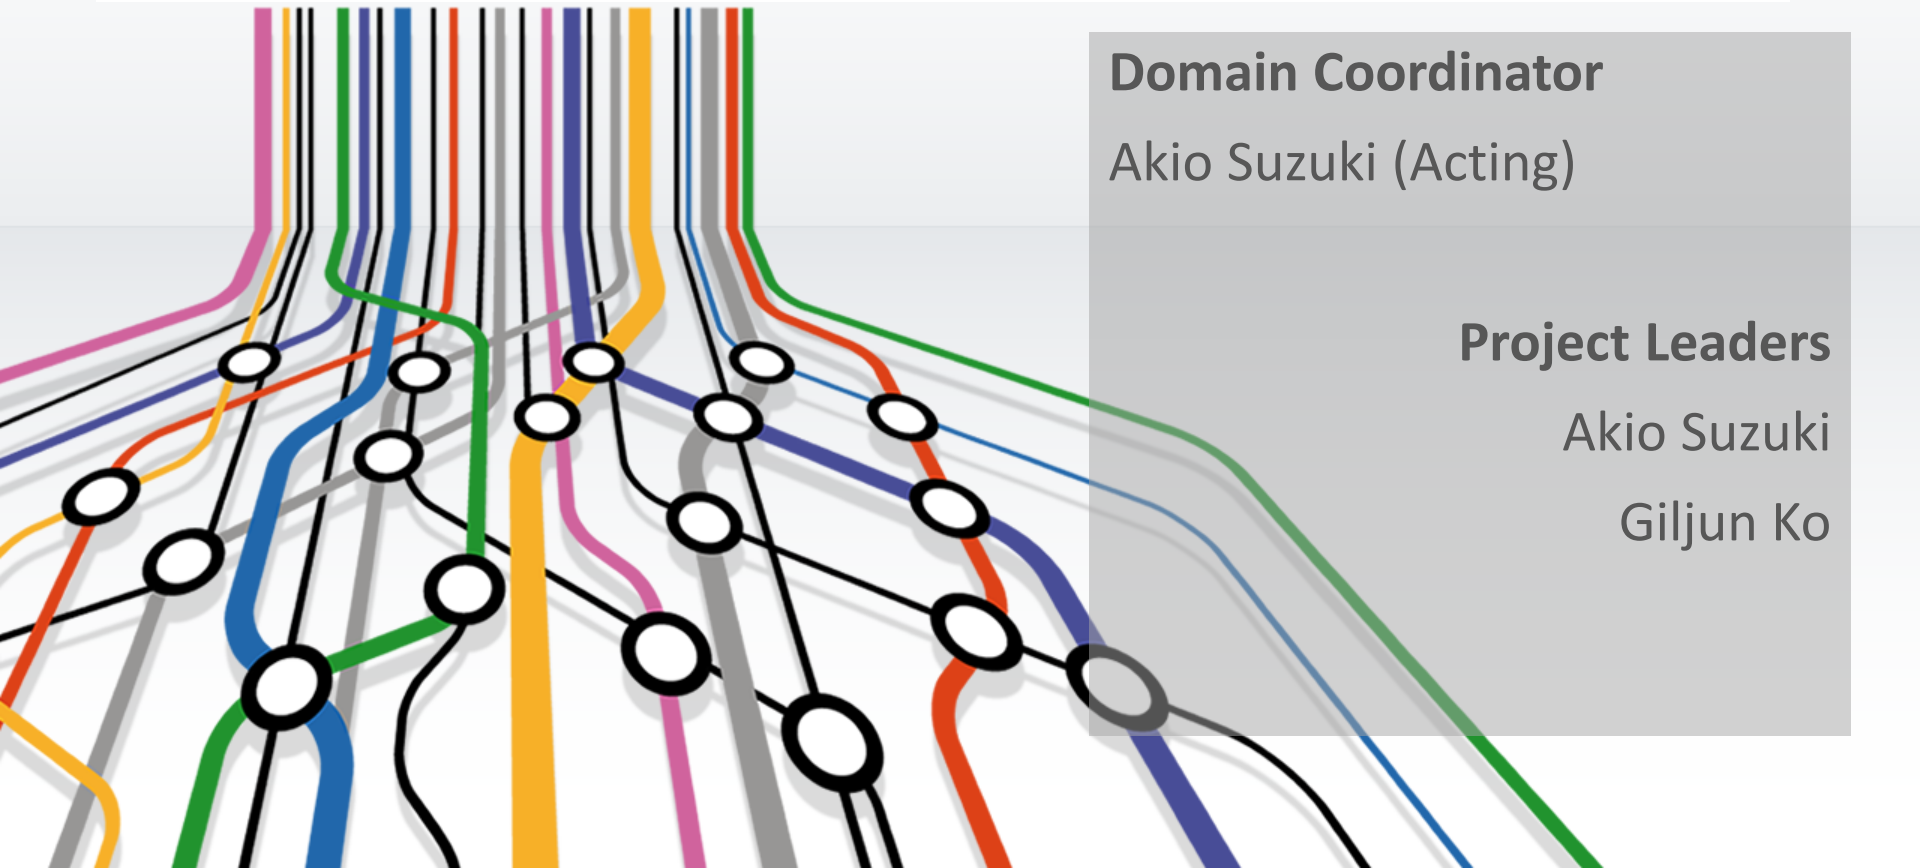 Domain Coordinator
Akio Suzuki (Acting)
Project Leaders
Akio Suzuki
Giljun Ko